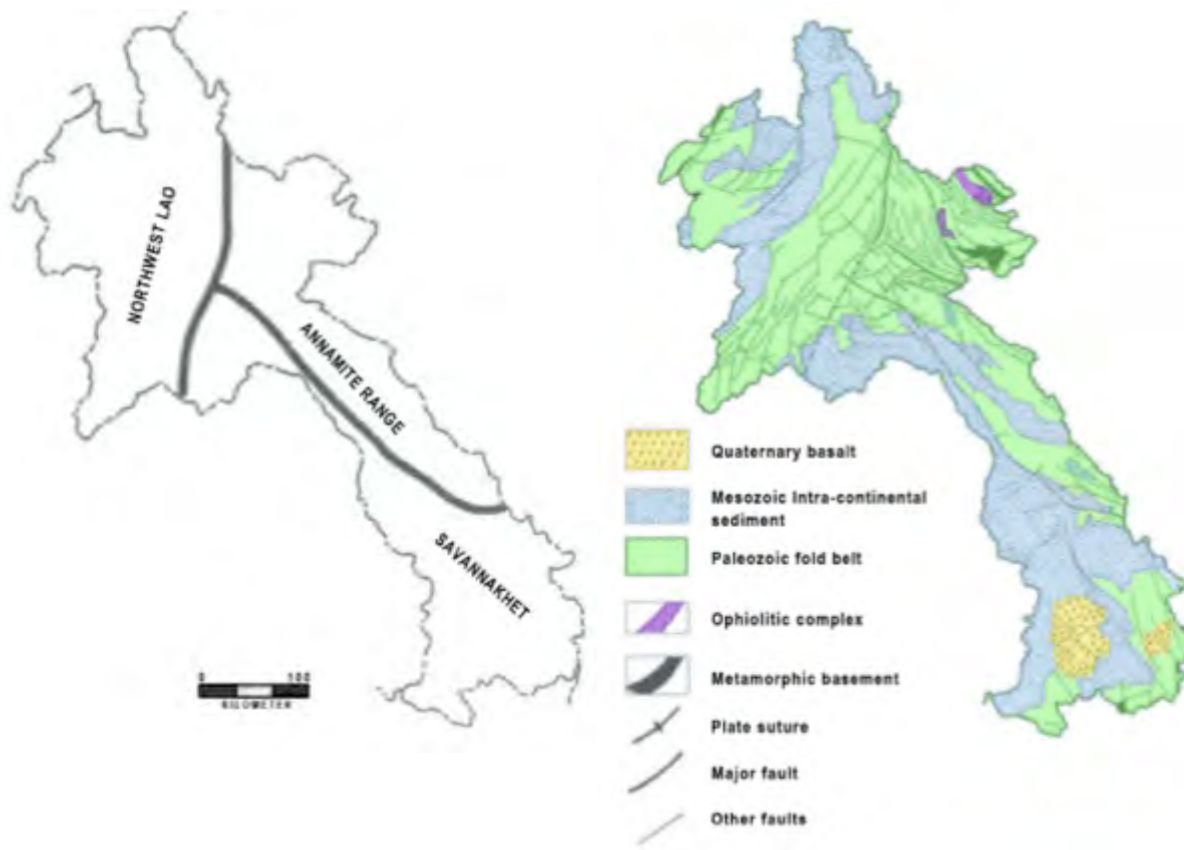 NORTHWEST LAO
ANNAMITE RANGE
SAVANNAKHET
0 100
KILOMETER
Quaternary basalt
Mesozoic Intra-continental
sediment
Paleozoic fold belt
Ophiolitic complex
Metamorphic basement
Plate suture
Major fault
Other faults